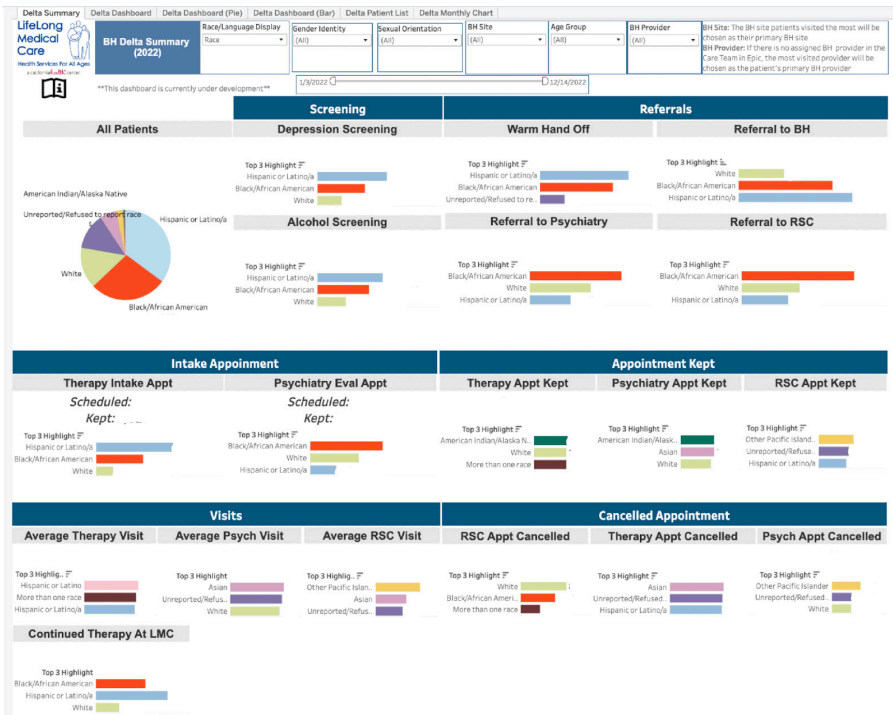 Delta Summary
Delta Dashboard
Delta Dashboard (Pie)
Delta Dashboard (Bar)
Delta Patient List
Delta Monthly Chart
LifeLong
Medical
Care
Health Services For All Ages
BH Delta Summary
(2022)
Race/Language Display
Race
Gender Identity
(All)
Sexual Orientation
(All)
BH Site
(All)
Age Group
(All)
BH Provider
(All)
BH Site: The BH site patients visited the most will be
chosen as their primary BH site
BH Provider: If there is no assigned BH provider in the
Care Team in Epic, the most visited provider will be
chosen as the patient's primary BH provider
**This dashboard is currently under development**
1/3/2022
12/14/2022
Screening
Referrals
All Patients
American Indian/Alaska Native
Unreported/Refused to report race
Hispanic or Latino/a
White
Black/African American
Depression Screening
Top 3 Highlight
Hispanic or Latino/a
Black/African American
White
Warm Hand Off
Top 3 Highlight
Hispanic or Latino/a
Black/African American
Unreported/Refused to re..
Referral to BH
Top 3 Highlight
White
Black/African American
Hispanic or Latino/a
Alcohol Screening
Top 3 Highlight
Hispanic or Latino/a
Black/African American
White
Referral to Psychiatry
Top 3 Highlight
Black/African American
White
Hispanic or Latino/a
Referral to RSC
Top 3 Highlight
Black/African American
White
Hispanic or Latino/a
Intake Appoinment
Appointment Kept
Therapy Intake Appt
Scheduled:
Kept:
Top 3 Highlight
Hispanic or Latino/a
Black/African American
White
Psychiatry Eval Appt
Scheduled:
Kept:
Top 3 Highlight
Black/African American
White
Hispanic or Latino/a
Therapy Appt Kept
Top 3 Highlight
American Indian/Alaska N..
White
More than one race
Psychiatry Appt Kept
Top 3 Highlight
American Indian/Alask..
Asian
White
RSC Appt Kept
Top 3 Highlight
Other Pacific Island..
Unreported/Refuse..
Hispanic or Latino/a
Visits
Cancelled Appointment
Average Therapy Visit
Top 3 Highlig..
Hispanic or Latino
More than one race
Hispanic or Latino/a
Average Psych Visit
Top 3 Highlight
Asian
Unreported/Refus..
White
Average RSC Visit
Top 3 Highlig..
Other Pacific Islan..
Asian
Unreported/Refus..
RSC Appt Cancelled
Top 3 Highlight
White
Black/African Ameri..
More than one race
Therapy Appt Cancelled
Top 3 Highlight
Asian
Unreported/Refused..
Hispanic or Latino/a
Psych Appt Cancelled
Top 3 Highlight
Other Pacific Islander
Unreported/Refused..
White
Continued Therapy At LMC
Top 3 Highlight
Black/African American
Hispanic or Latino/a
White